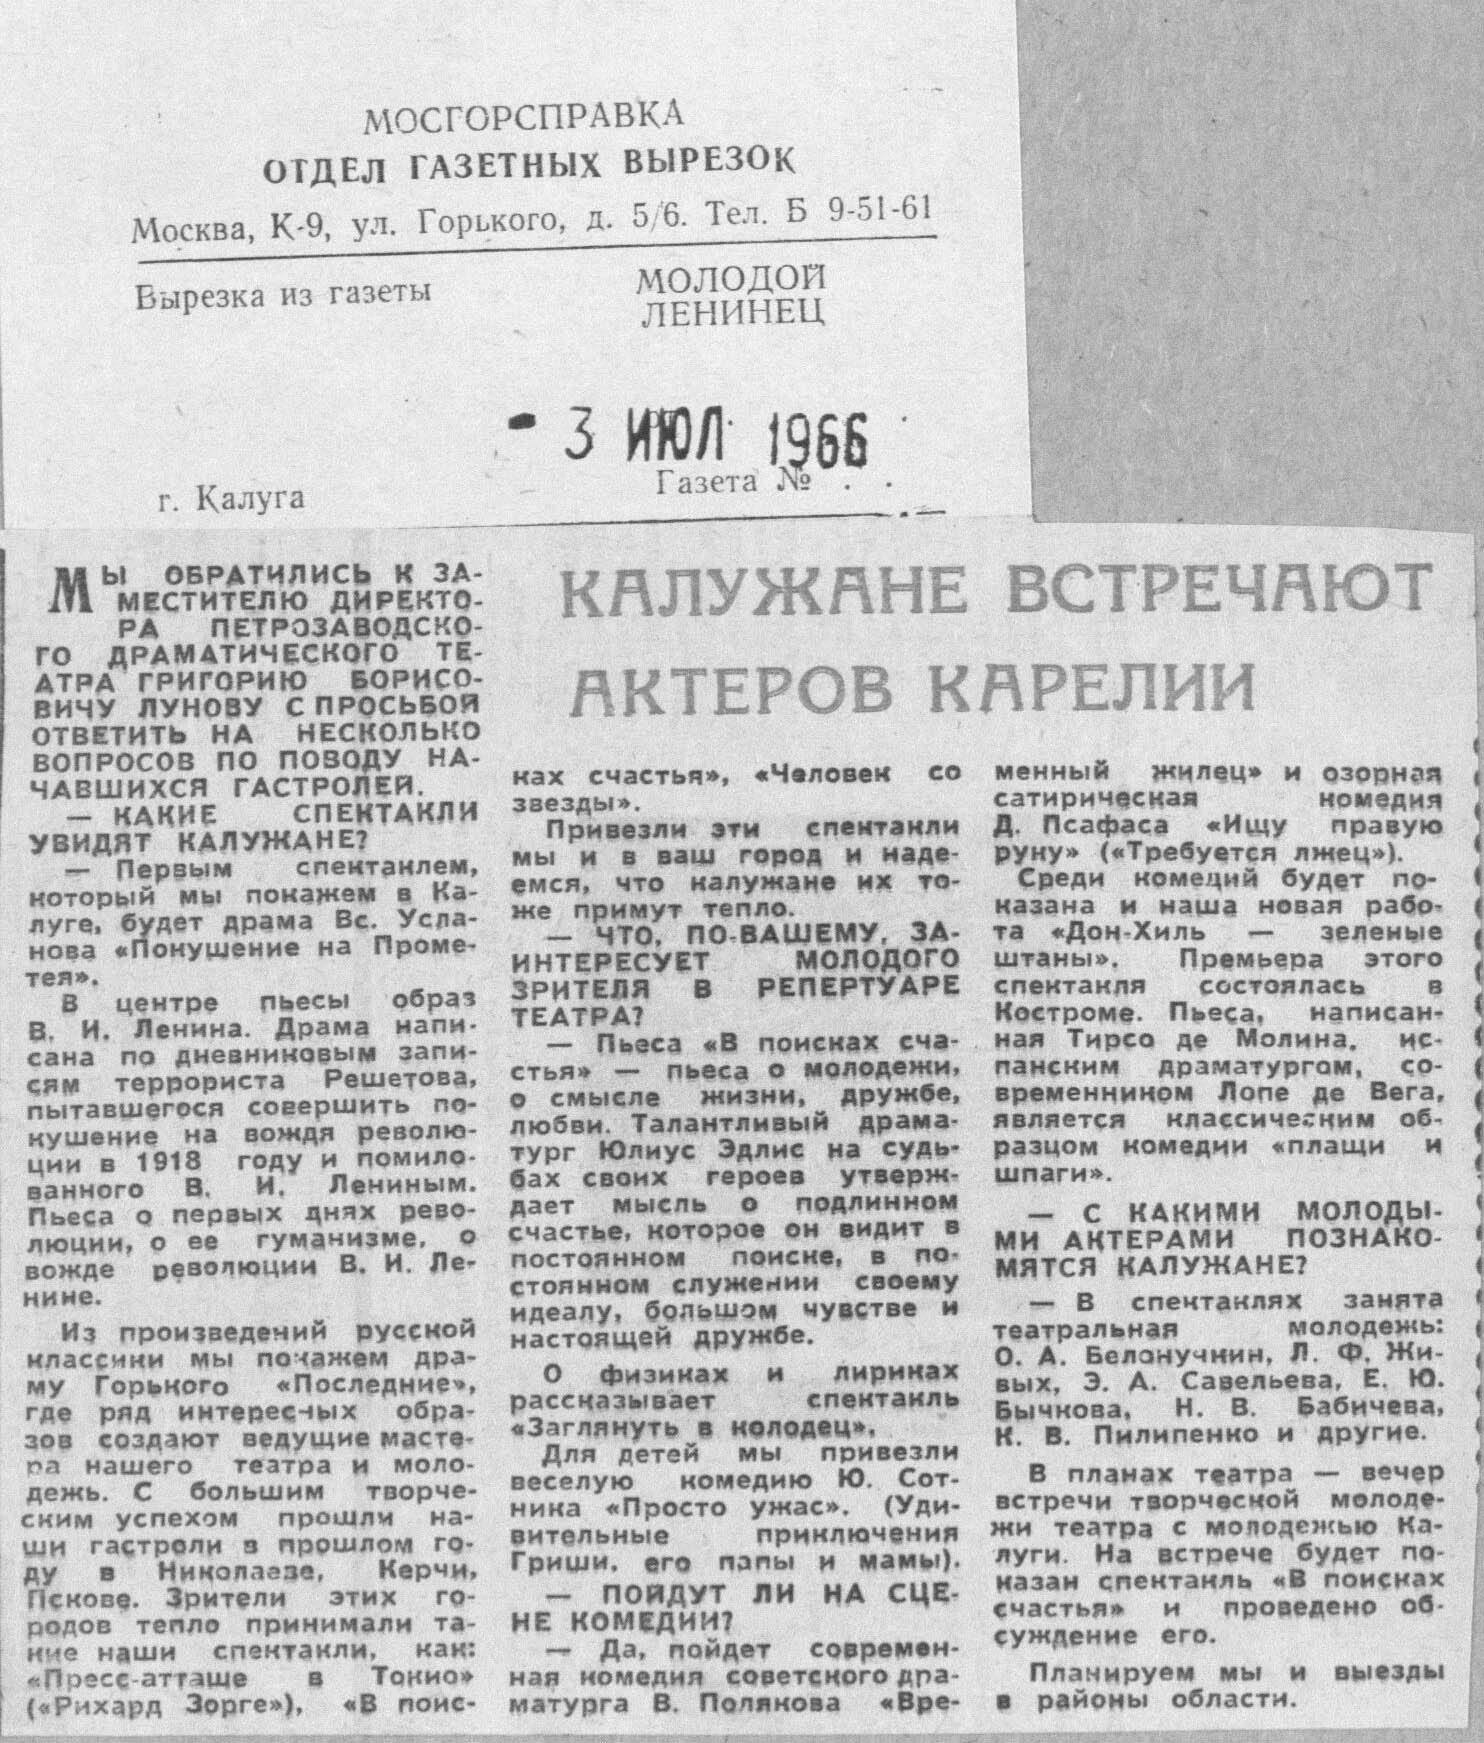 МОСГОРСПРАВКА
ОТДЕЛ ГАЗЕТНЫХ ВЫРЕЗОК
Москва, К-9, ул. Горького, д. 5/6. Тел. Б 9-51-61
Вырезка из газеты
МОЛОДОЙ
ЛЕНИНЕЦ
- 3 ИЮЛ 1966
г. Калуга
Газета № . .
КАЛУЖАНЕ ВСТРЕЧАЮТ
АКТЕРОВ КАРЕЛИИ
МЫ ОБРАТИЛИСЬ К ЗА-
МЕСТИТЕЛЮ ДИРЕКТО-
РА ПЕТРОЗАВОДСКО-
ГО ДРАМАТИЧЕСКОГО ТЕ-
АТРА ГРИГОРИЮ БОРИСО-
ВИЧУ ЛУНОВУ С ПРОСЬБОЙ
ОТВЕТИТЬ НА НЕСКОЛЬКО
ВОПРОСОВ ПО ПОВОДУ НА-
ЧАВШИХСЯ ГАСТРОЛЕЙ.
— КАКИЕ СПЕКТАКЛИ
УВИДЯТ КАЛУЖАНЕ?
— Первым спектаклем,
который мы покажем в Ка-
луге, будет драма Вс. Усла-
нова «Покушение на Проме-
тея».
В центре пьесы образ
В. И. Ленина. Драма напи-
сана по дневниковым запи-
сям террориста Решетова,
пытавшегося совершить по-
кушение на вождя револю-
ции в 1918 году и помило-
ванного В. И. Лениным.
Пьеса о первых днях рево-
люции, о ее гуманизме, о
вожде революции В. И. Ле-
нине.
Из произведений русской
классики мы покажем дра-
му Горького «Последние»,
где ряд интересных обра-
зов создают ведущие масте-
ра нашего театра и моло-
дежь. С большим творче-
ским успехом прошли на-
ши гастроли в прошлом го-
ду в Николаеве, Керчи,
Пскове. Зрители этих го-
родов тепло принимали та-
кие наши спектакли, как:
«Пресс-атташе в Токио»
(«Рихард Зорге»), «В поис-
ках счастья», «Человек со
звезды».
Привезли эти спектакли
мы и в ваш город и наде-
емся, что калужане их то-
же примут тепло.
— ЧТО, ПО-ВАШЕМУ, ЗА-
ИНТЕРЕСУЕТ МОЛОДОГО
ЗРИТЕЛЯ В РЕПЕРТУАРЕ
ТЕАТРА?
— Пьеса «В поисках сча-
стья» — пьеса о молодежи,
о смысле жизни, дружбе,
любви. Талантливый драма-
тург Юлиус Эдлис на судь-
бах своих героев утверж-
дает мысль о подлинном
счастье, которое он видит в
постоянном поиске, в по-
стоянном служении своему
идеалу, большом чувстве и
настоящей дружбе.
О физиках и лириках
рассказывает спектакль
«Заглянуть в колодец».
Для детей мы привезли
веселую комедию Ю. Сот-
ника «Просто ужас». (Уди-
вительные приключения
Гриши, его папы и мамы).
— ПОЙДУТ ЛИ НА СЦЕ-
НЕ КОМЕДИИ?
— Да, пойдет современ-
ная комедия советского дра-
матурга В. Полякова «Вре-
менный жилец» и озорная
сатирическая комедия
Д. Псафаса «Ищу правую
руку» («Требуется лжец»).
Среди комедий будет по-
казана и наша новая рабо-
та «Дон-Хиль — зеленые
штаны». Премьера этого
спектакля состоялась в
Костроме. Пьеса, написан-
ная Тирсо де Молина, ис-
панским драматургом, со-
временником Лопе де Вега,
является классическим об-
разцом комедии «плащи и
шпаги».
— С КАКИМИ МОЛОДЫ-
МИ АКТЕРАМИ ПОЗНАКО-
МЯТСЯ КАЛУЖАНЕ?
— В спектаклях занята
театральная молодежь:
О. А. Белонучкин, Л. Ф. Жи-
вых, Э. А. Савельева, Е. Ю.
Бычкова, Н. В. Бабичева,
К. В. Пилипенко и другие.
В планах театра — вечер
встречи творческой молоде-
жи театра с молодежью Ка-
луги. На встрече будет по-
казан спектакль «В поисках
счастья» и проведено об-
суждение его.
Планируем мы и выезды
в районы области.